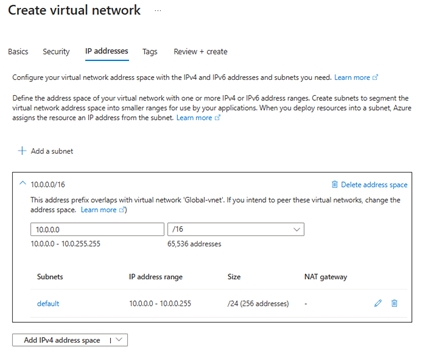 Create virtual network ...
Basics Security IP addresses Tags Review + create
Configure your virtual network address space with the IPv4 and IPv6 addresses and subnets you need. Learn more
Define the address space of your virtual network with one or more IPv4 or IPv6 address ranges. Create subnets to segment the
virtual network address space into smaller ranges for use by your applications. When you deploy resources into a subnet, Azure
assigns the resource an IP address from the subnet. Learn more
+ Add a subnet
10.0.0.0/16 Delete address space
This address prefix overlaps with virtual network 'Global-vnet'. If you intend to peer these virtual networks, change the
address space. Learn more )
10.0.0.0 /16
10.0.0.0 - 10.0.255.255 65,536 addresses
Subnets IP address range Size NAT gateway
default 10.0.0.0 - 10.0.0.255 /24 (256 addresses) -
Add IPv4 address space |